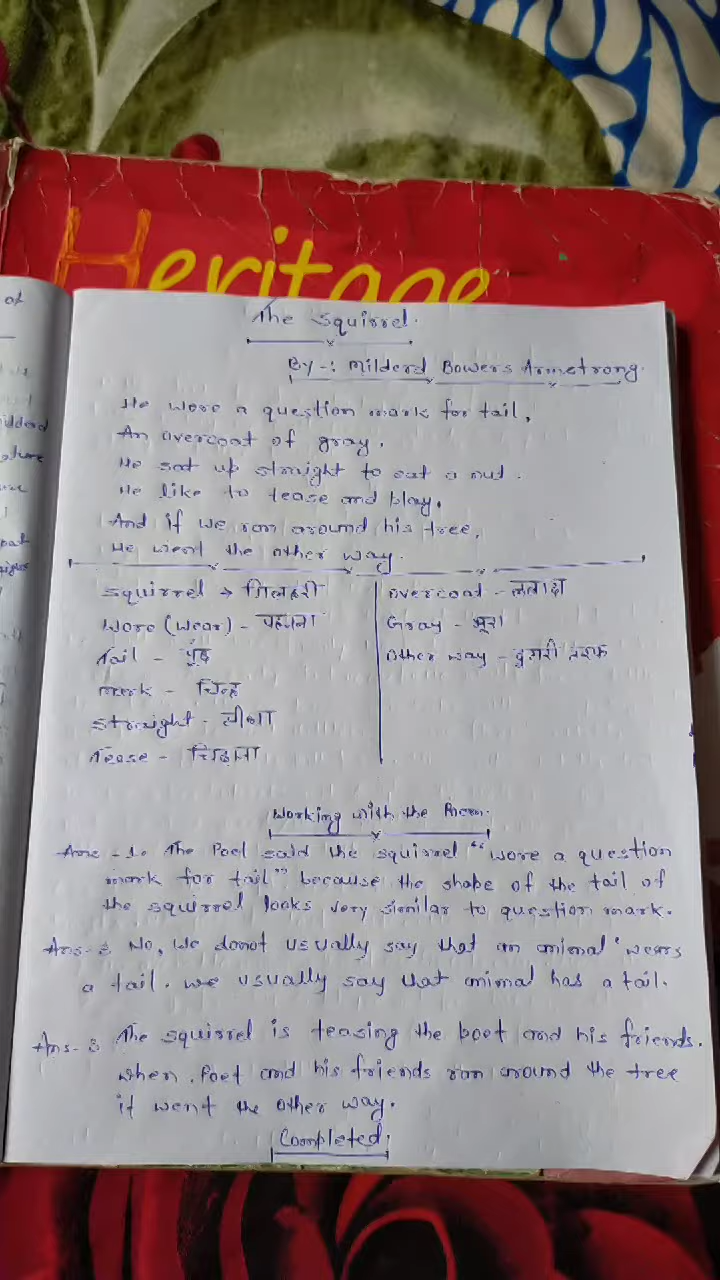 Heritage
of
The Squirrel.
By-: Milderd Bowers Armstrong.
He wore a question mark for tail,
An overcoat of gray,
He sat up straight to eat a nut.
He like to tease and play,
And if we ran around his tree,
He went the other way.
Squirrel → गिलहरी
Wore (Wear) - पहनना
Tail - पूंछ
mark - चिन्ह
straight - सीधा
Tease - चिढ़ाना
Overcoat - लबादा
Gray - भूरा
Other way - दुसरी तरफ
Working with the Poem.
Ans - 1. The Poet said the squirrel "wore a question
mark for tail" because the shape of the tail of
the squirrel looks very similar to question mark.
Ans - 2 No, We donot usually say that an animal 'wears
a tail. we usually say that animal has a tail.
Ans - 3 The squirrel is teasing the poet and his friends.
when. Poet and his friends ran around the tree
it went the other way.
Completed.